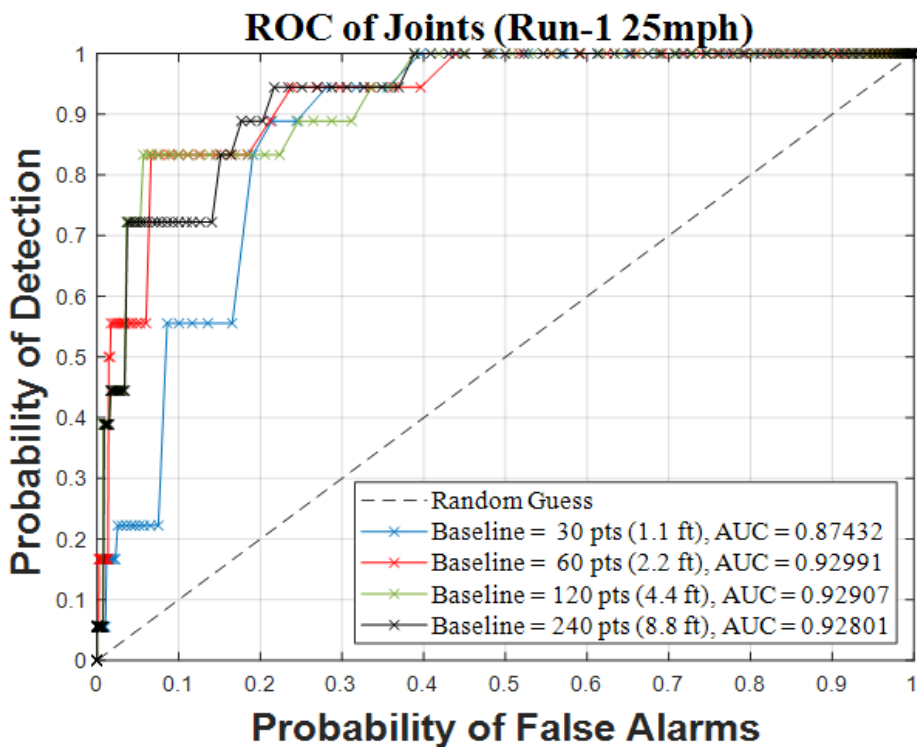 ROC of Joints (Run-1 25mph)
1
0.9
0.8
0.7
0.6
0.5
0.4
0.3
0.2
0.1
0
Probability of Detection
Random Guess
Baseline = 30 pts (1.1 ft), AUC = 0.87432
Baseline = 60 pts (2.2 ft), AUC = 0.92991
Baseline = 120 pts (4.4 ft), AUC = 0.92907
Baseline = 240 pts (8.8 ft), AUC = 0.92801
0 0.1 0.2 0.3 0.4 0.5 0.6 0.7 0.8 0.9 1
Probability of False Alarms